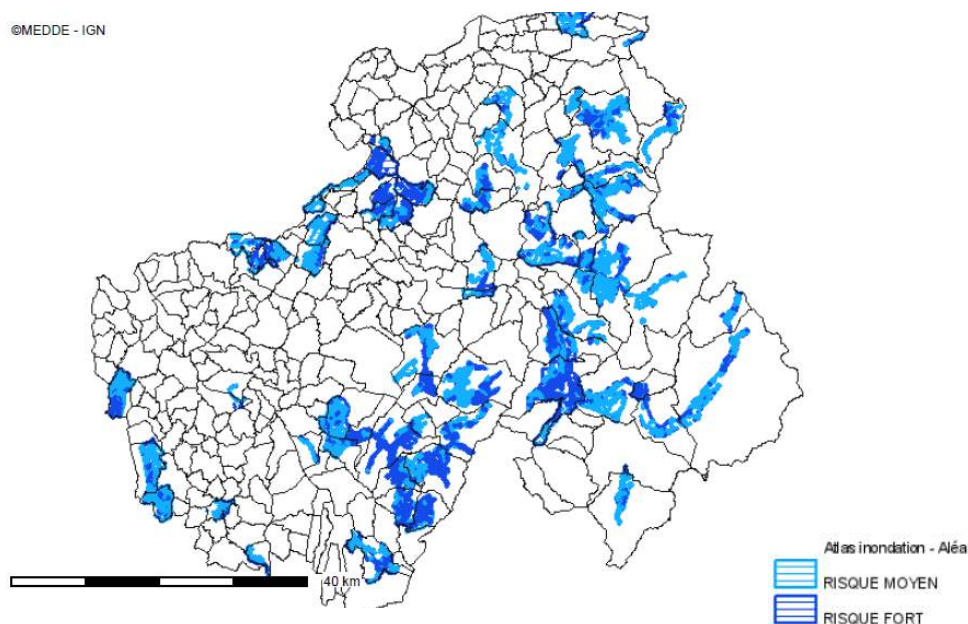 ©MEDDE - IGN
40 km
Atlas inondation - Aléa
RISQUE MOYEN
RISQUE FORT